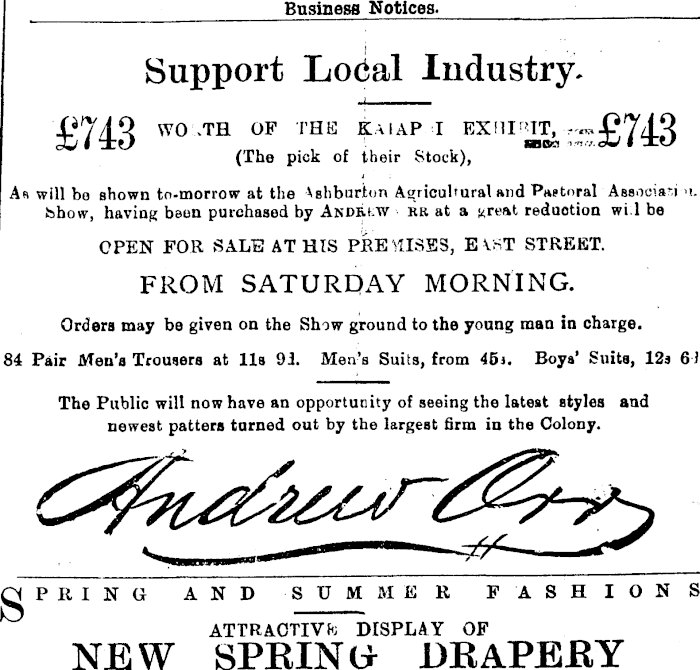 Business Notices.
Support Local Industry.
£743 WO TH OF THE KAIAP I EXHIBIT, £743
(The pick of their Stock),
As will be shown to-morrow at the Ashburton Agricultural and Pastoral Association
Show, having been purchased by ANDREW RR at a great reduction will be
OPEN FOR SALE AT HIS PREMISES, EAST STREET.
FROM SATURDAY MORNING.
Orders may be given on the Show ground to the young man in charge.
84 Pair Men's Trousers at 11s 9d. Men's Suits, from 45s. Boys' Suits, 12s 6d
The Public will now have an opportunity of seeing the latest styles and
newest patters turned out by the largest firm in the Colony.
Andrew Orr
SPRING AND SUMMER FASHIONS
ATTRACTIVE DISPLAY OF
NEW SPRING DRAPERY